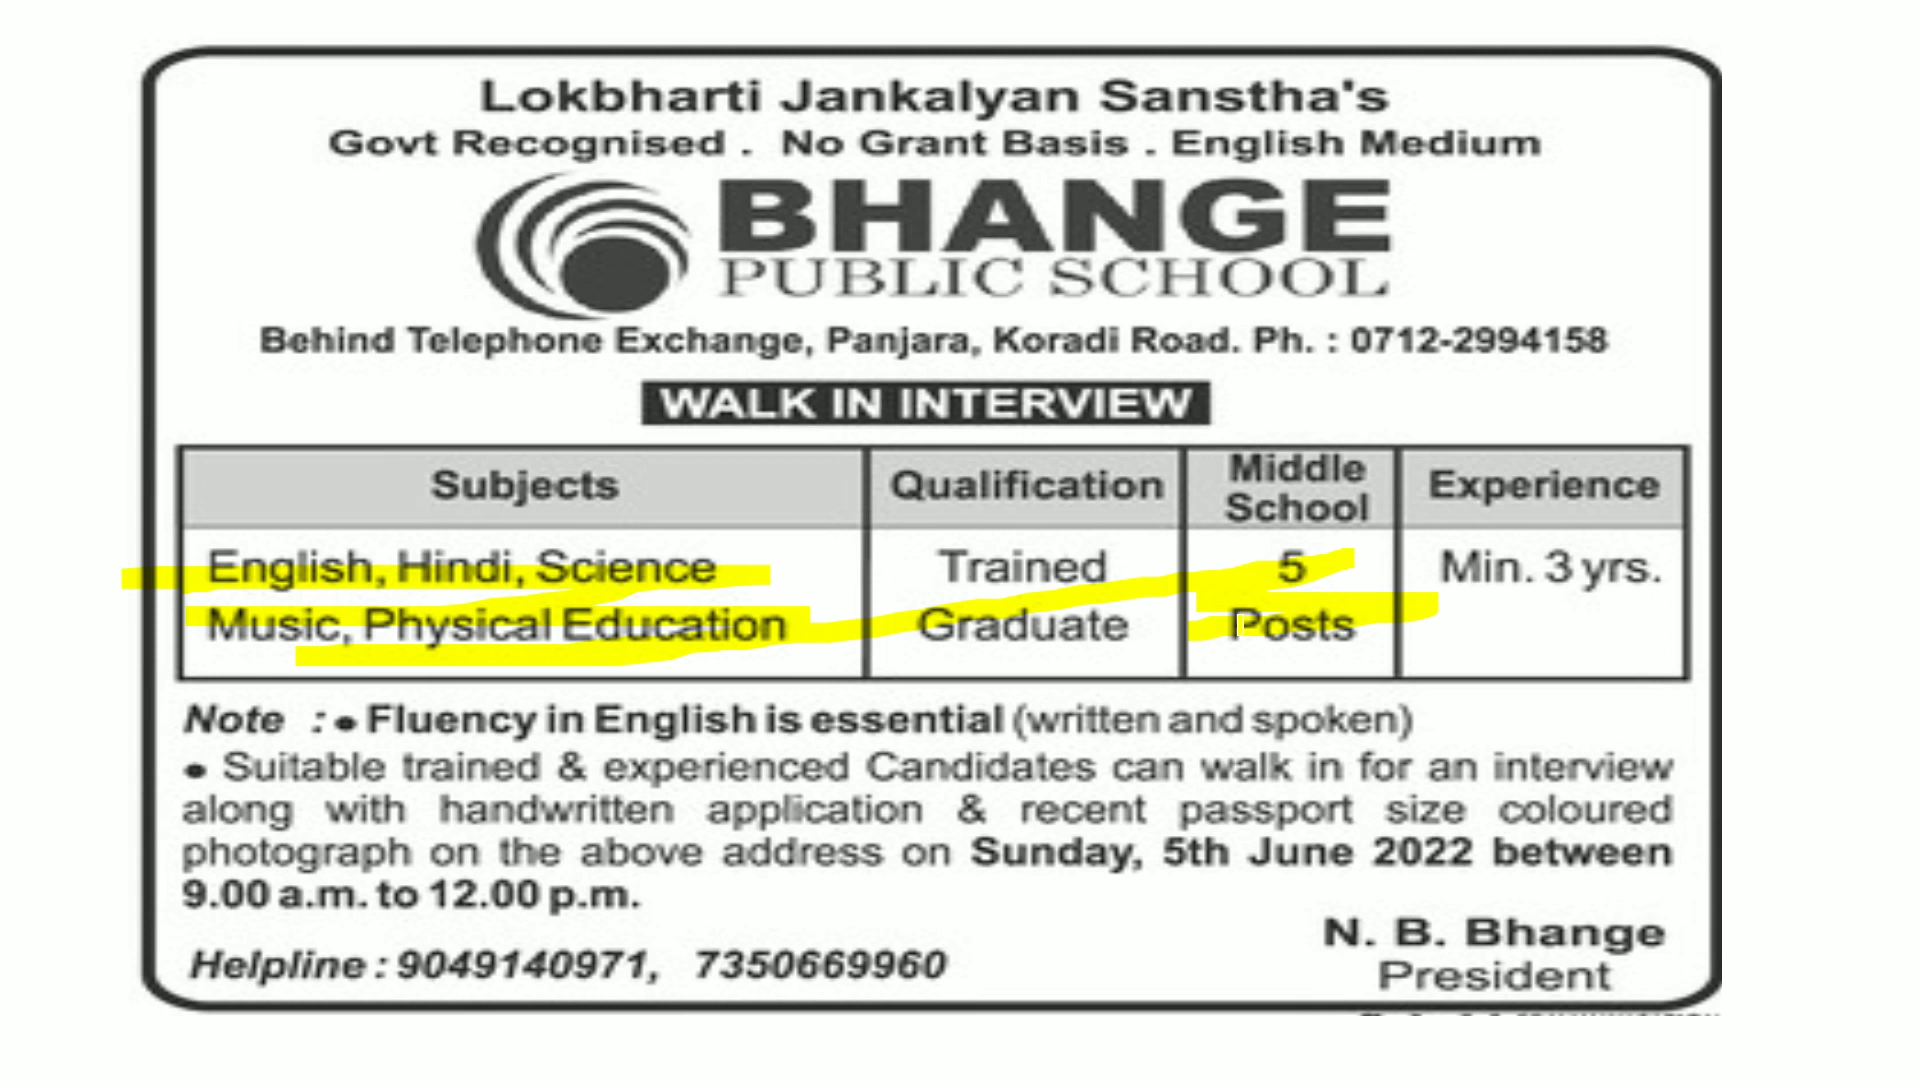 Lokbharti Jankalyan Sanstha's
Govt Recognised . No Grant Basis . English Medium
BHANGE
PUBLIC SCHOOL
Behind Telephone Exchange, Panjara, Koradi Road. Ph. : 0712-2994158
WALK IN INTERVIEW
Subjects Qualification Middle School Experience
English, Hindi, Science Trained 5 Min. 3 yrs.
Music, Physical Education Graduate Posts
Note : • Fluency in English is essential (written and spoken)
• Suitable trained & experienced Candidates can walk in for an interview
along with handwritten application & recent passport size coloured
photograph on the above address on Sunday, 5th June 2022 between
9.00 a.m. to 12.00 p.m.
N. B. Bhange
President
Helpline : 9049140971, 7350669960